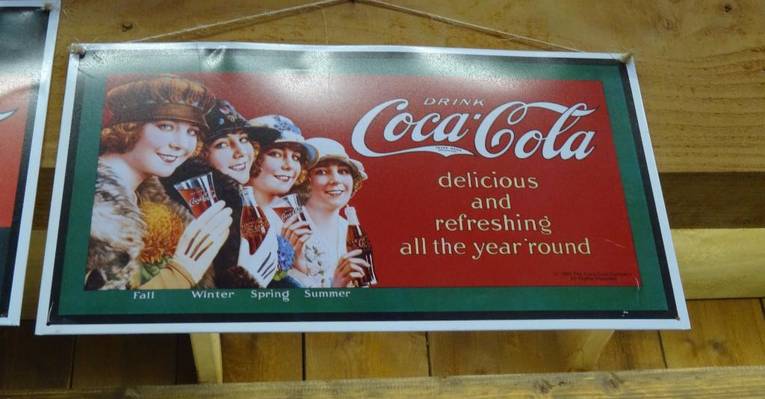 DRINK
Coca-Cola
delicious
and
refreshing
all the year 'round
Fall Winter Spring Summer